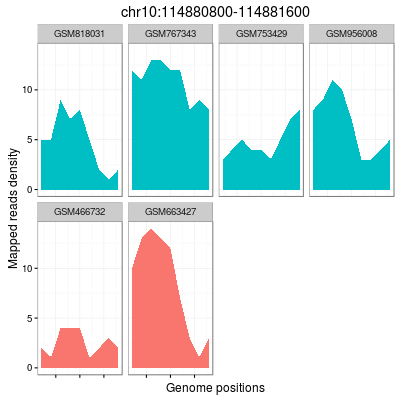 chr10:114880800-114881600
GSM818031 GSM767343 GSM753429 GSM956008
10
5
0
GSM466732 GSM663427
10
5
0
Mapped reads density
Genome positions